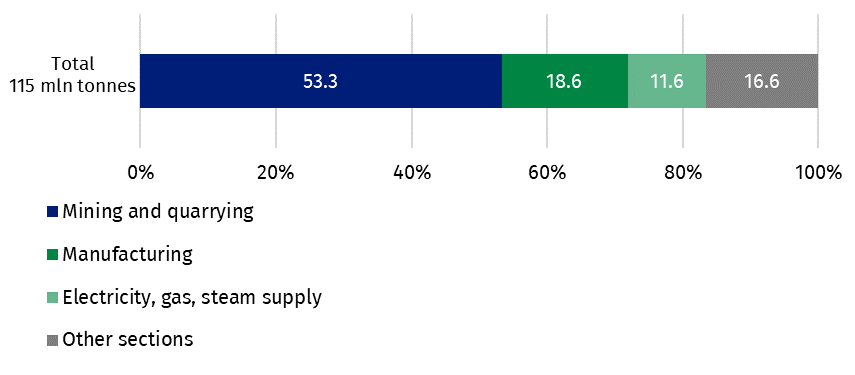 Total
115 mln tonnes
53.3 18.6 11.6 16.6
0% 20% 40% 60% 80% 100%
Mining and quarrying
Manufacturing
Electricity, gas, steam supply
Other sections